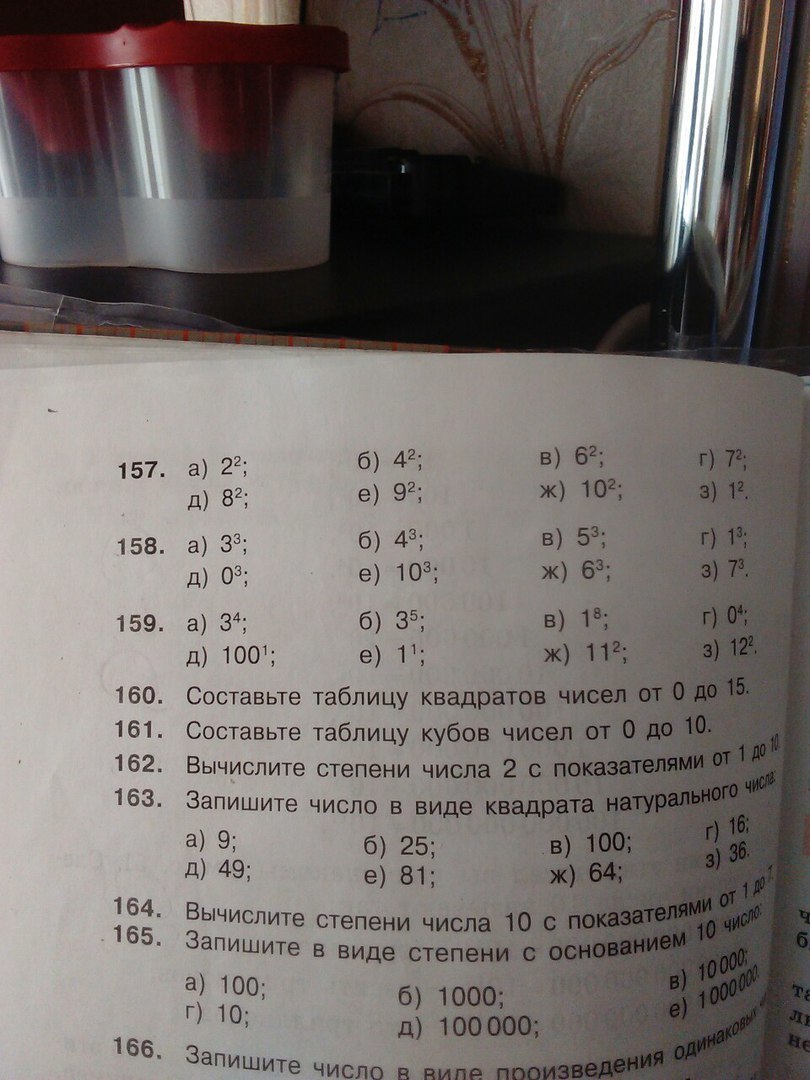 157. а) 2²; б) 4²; в) 6²; г) 7²;
д) 8²; е) 9²; ж) 10²; з) 1².
158. а) 3³; б) 4³; в) 5³; г) 1³;
д) 0³; е) 10³; ж) 6³; з) 7³.
159. а) 3⁴; б) 3⁵; в) 1⁸; г) 0⁴;
д) 100¹; е) 1¹; ж) 11²; з) 12².
160. Составьте таблицу квадратов чисел от 0 до 15.
161. Составьте таблицу кубов чисел от 0 до 10.
162. Вычислите степени числа 2 с показателями от 1 до 10.
163. Запишите число в виде квадрата натурального числа:
а) 9; б) 25; в) 100; г) 16;
д) 49; е) 81; ж) 64; з) 36.
164. Вычислите степени числа 10 с показателями от 1 до 7.
165. Запишите в виде степени с основанием 10 число:
а) 100; б) 1000; в) 10 000;
г) 10; д) 100 000; е) 1 000 000.
166. Запишите число в виде произведения одинаковых